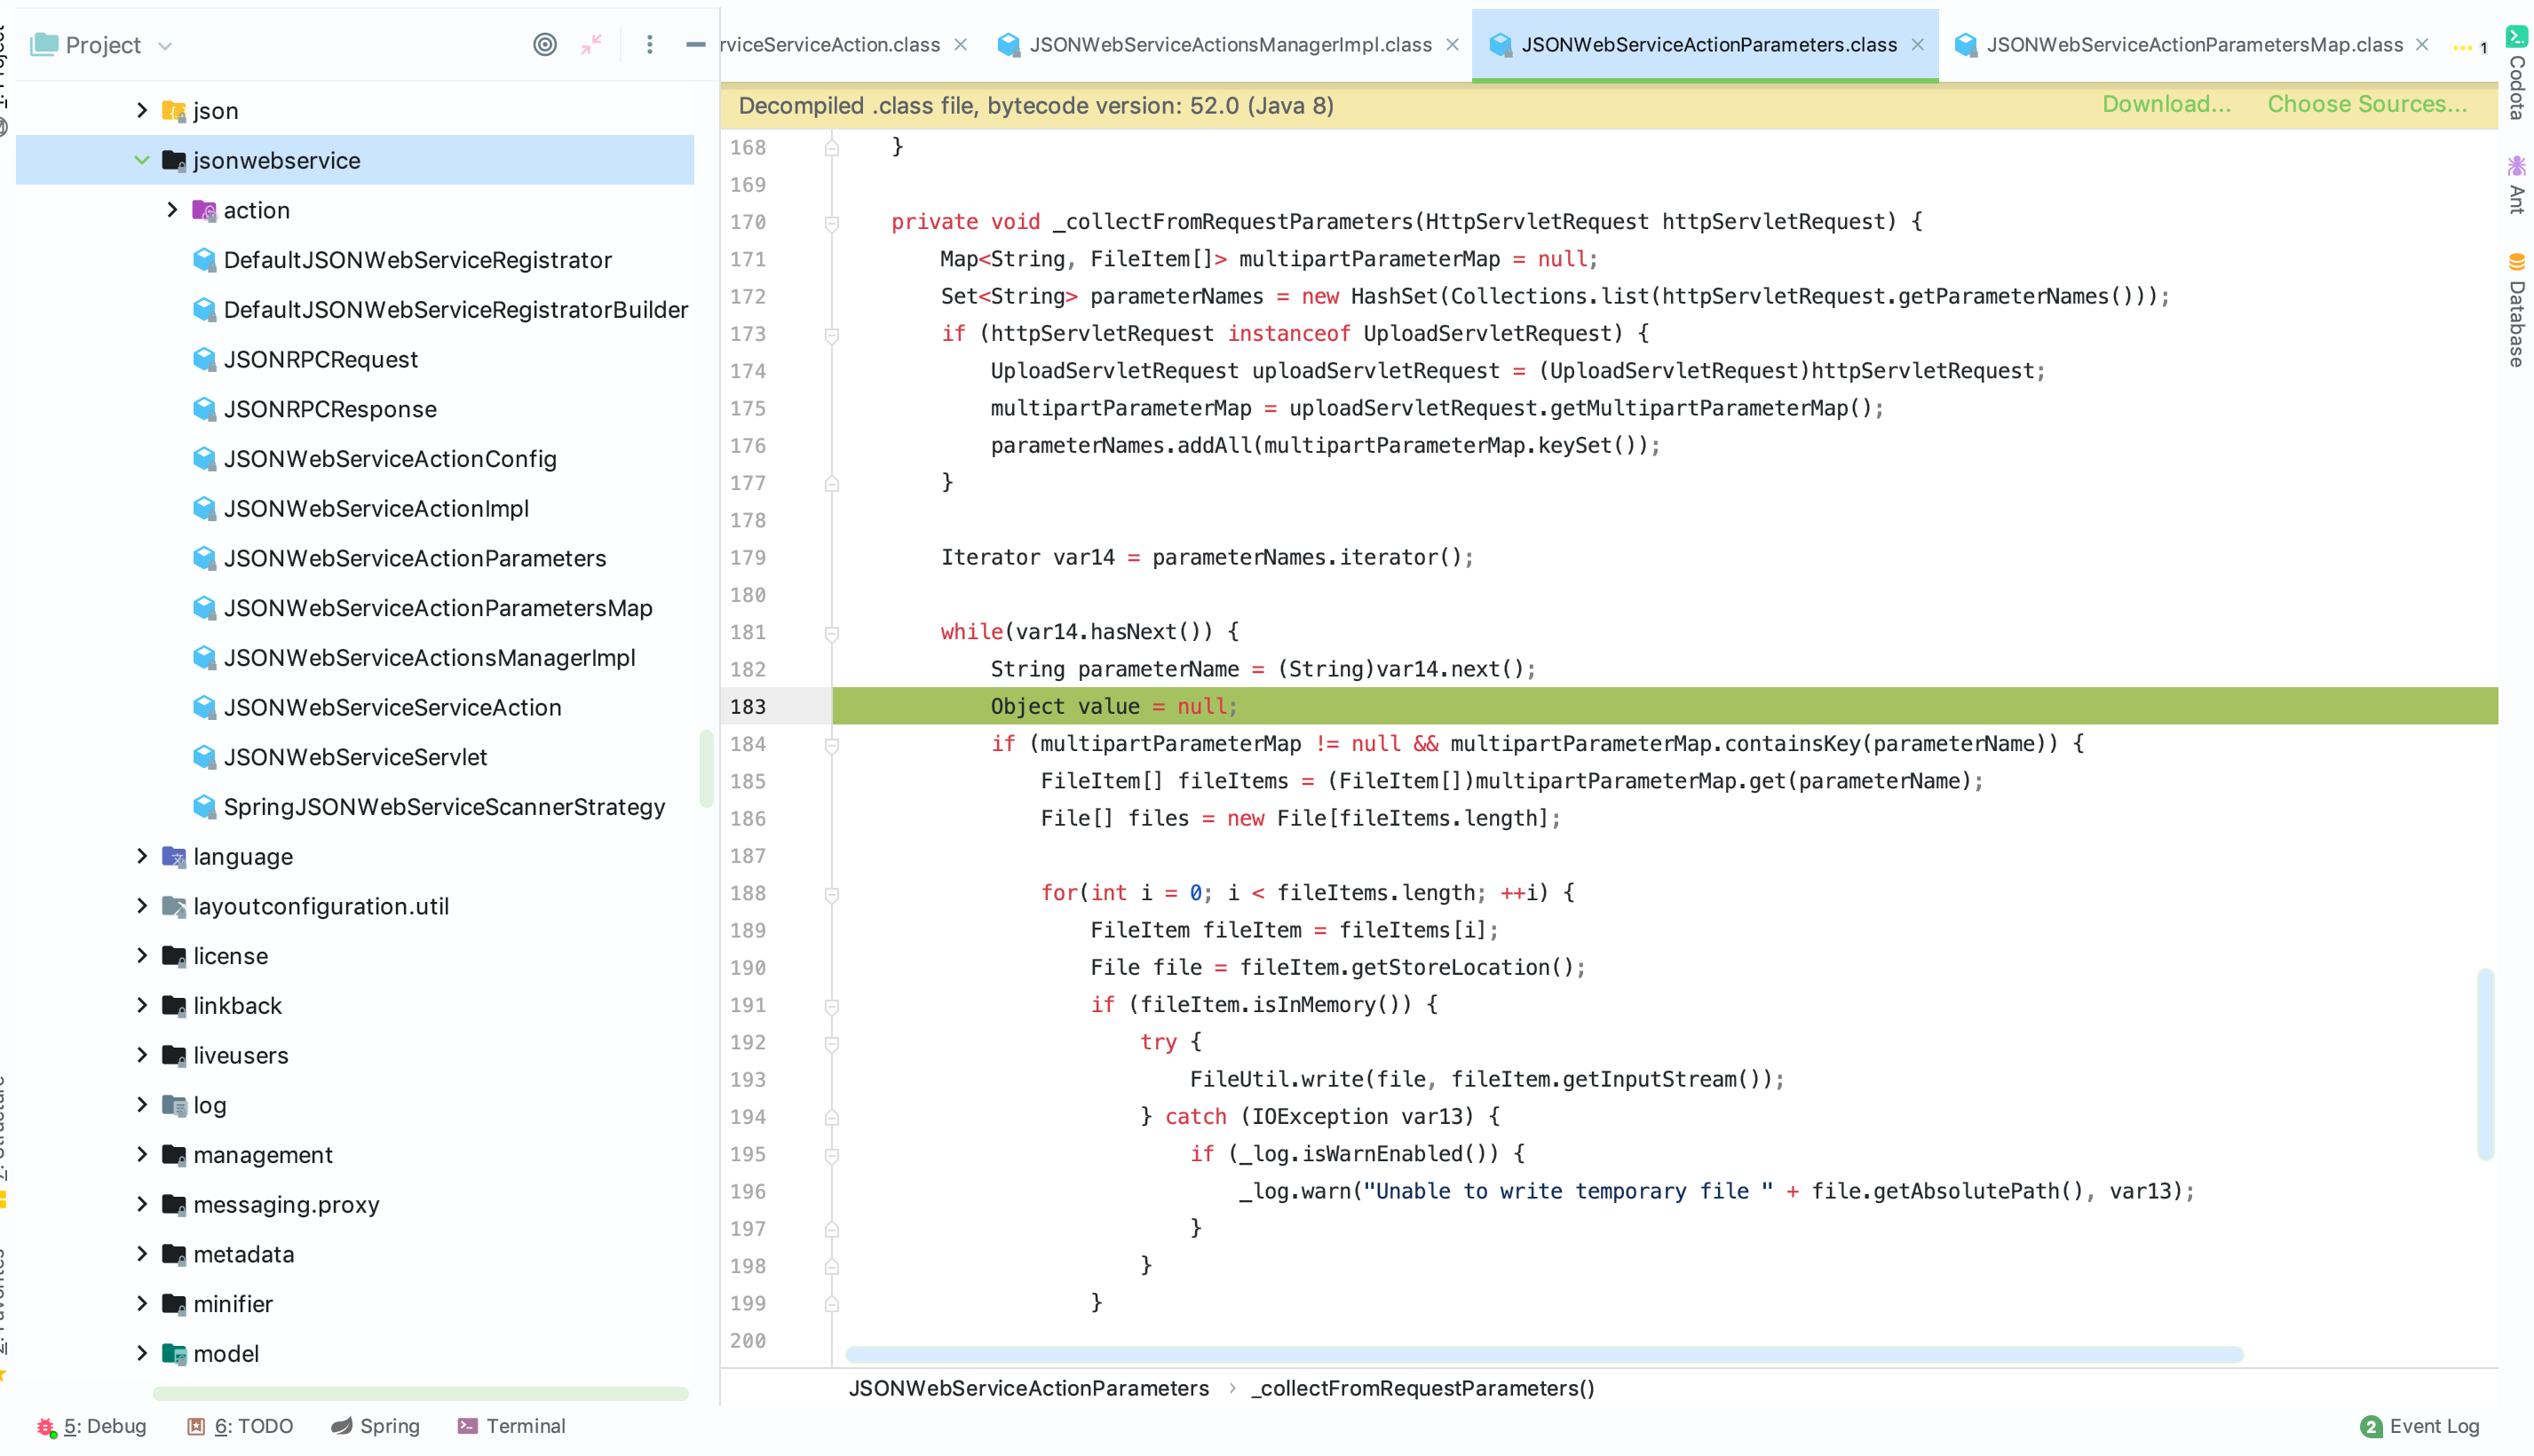 Project
rviceServiceAction.class
JSONWebServiceActionsManagerImpl.class
JSONWebServiceActionParameters.class
JSONWebServiceActionParametersMap.class
1
Decompiled .class file, bytecode version: 52.0 (Java 8)
Download...
Choose Sources...
json
jsonwebservice
action
DefaultJSONWebServiceRegistrator
DefaultJSONWebServiceRegistratorBuilder
JSONRPCRequest
JSONRPCResponse
JSONWebServiceActionConfig
JSONWebServiceActionImpl
JSONWebServiceActionParameters
JSONWebServiceActionParametersMap
JSONWebServiceActionsManagerImpl
JSONWebServiceServiceAction
JSONWebServiceServlet
SpringJSONWebServiceScannerStrategy
language
layoutconfiguration.util
license
linkback
liveusers
log
management
messaging.proxy
metadata
minifier
model
168 }
169
170 private void _collectFromRequestParameters(HttpServletRequest httpServletRequest) {
171 Map<String, FileItem[]> multipartParameterMap = null;
172 Set<String> parameterNames = new HashSet(Collections.list(httpServletRequest.getParameterNames()));
173 if (httpServletRequest instanceof UploadServletRequest) {
174 UploadServletRequest uploadServletRequest = (UploadServletRequest)httpServletRequest;
175 multipartParameterMap = uploadServletRequest.getMultipartParameterMap();
176 parameterNames.addAll(multipartParameterMap.keySet());
177 }
178
179 Iterator var14 = parameterNames.iterator();
180
181 while(var14.hasNext()) {
182 String parameterName = (String)var14.next();
183 Object value = null;
184 if (multipartParameterMap != null && multipartParameterMap.containsKey(parameterName)) {
185 FileItem[] fileItems = (FileItem[])multipartParameterMap.get(parameterName);
186 File[] files = new File[fileItems.length];
187
188 for(int i = 0; i < fileItems.length; ++i) {
189 FileItem fileItem = fileItems[i];
190 File file = fileItem.getStoreLocation();
191 if (fileItem.isInMemory()) {
192 try {
193 FileUtil.write(file, fileItem.getInputStream());
194 } catch (IOException var13) {
195 if (_log.isWarnEnabled()) {
196 _log.warn("Unable to write temporary file " + file.getAbsolutePath(), var13);
197 }
198 }
199 }
200
JSONWebServiceActionParameters › _collectFromRequestParameters()
Codota
Ant
Database
5: Debug
6: TODO
Spring
Terminal
2 Event Log